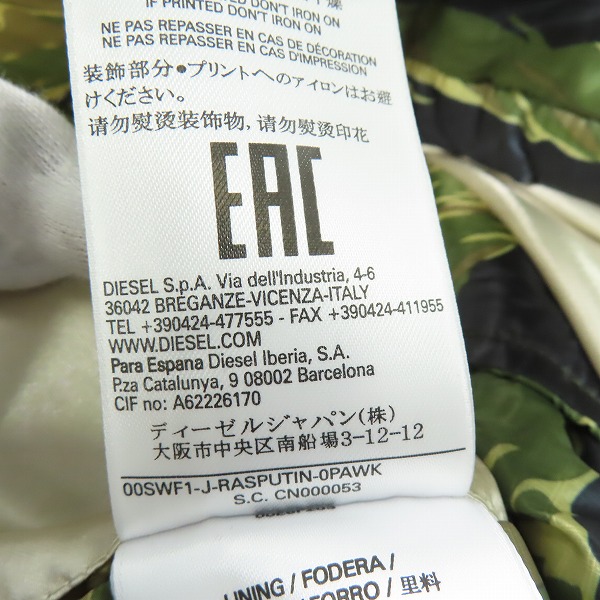 IF PRINTED DON'T IRON ON
NE PAS REPASSER EN CAS DE DÉCORATION
NE PAS REPASSER EN CAS D'IMPRESSION
装飾部分●プリントへのアイロンはお避
けください。
请勿熨烫装饰物, 请勿熨烫印花
EAC
DIESEL S.p.A. Via dell'Industria, 4-6
36042 BREGANZE-VICENZA-ITALY
TEL +390424-477555 - FAX +390424-411955
WWW.DIESEL.COM
Para Espana Diesel Iberia, S.A.
P.za Catalunya, 9 08002 Barcelona
CIF no: A62226170
ディーゼルジャパン(株)
大阪市中央区南船場3-12-12
00SWF1-J-RASPUTIN-0PAWK
S.C. CN000053
LINING / FODERA /
FORRO / 里料